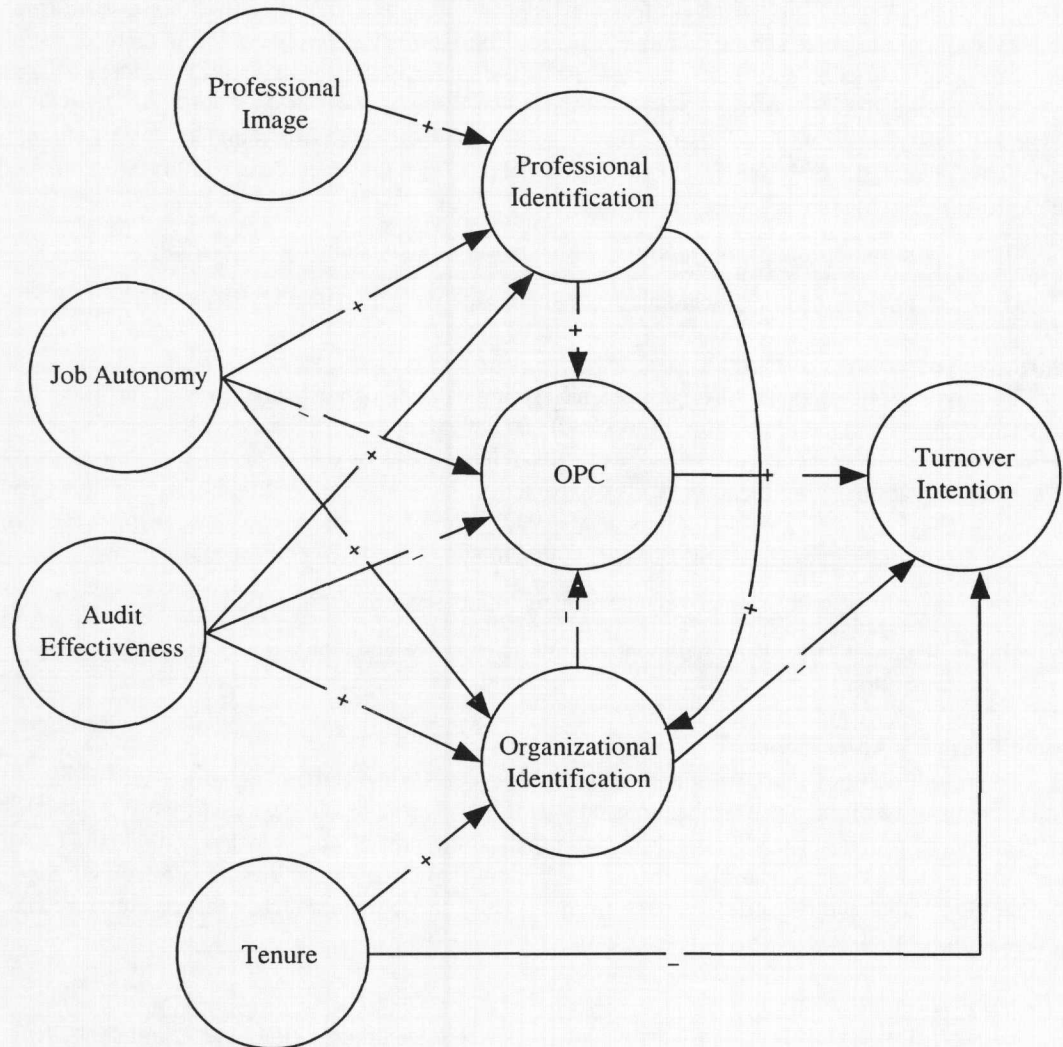 Professional
Image
+
Professional
Identification
+
+
Job Autonomy
–
+
OPC
+
Turnover
Intention
+
–
–
+
–
Audit
Effectiveness
+
Organizational
Identification
+
Tenure
–